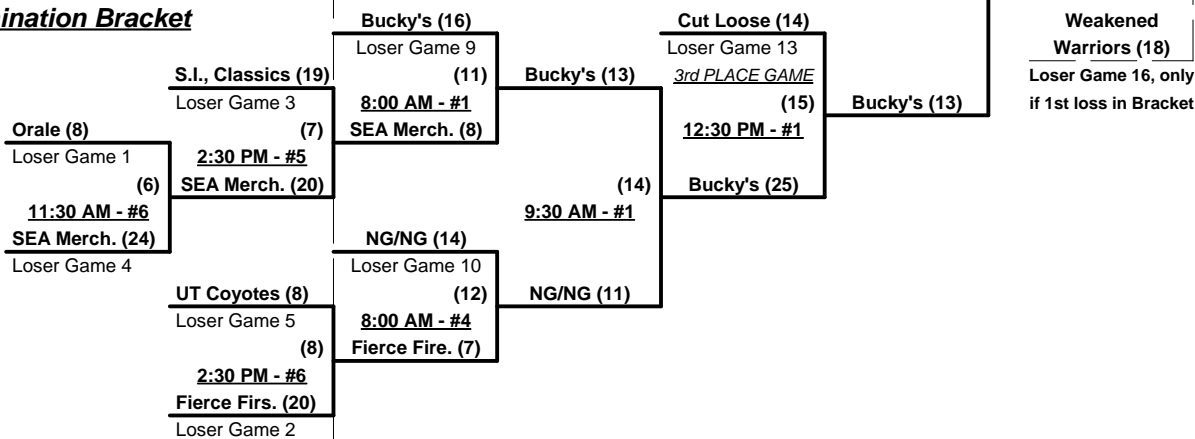 ination Bracket
Bucky's (16)
Cut Loose (14)
Weakened
Loser Game 9
Loser Game 13
Warriors (18)
S.I., Classics (19)
(11)
Bucky's (13)
3rd PLACE GAME
Loser Game 16, only
Loser Game 3
8:00 AM - #1
(15)
Bucky's (13)
if 1st loss in Bracket
Orale (8)
(7)
SEA Merch. (8)
12:30 PM - #1
Loser Game 1
2:30 PM - #5
(6)
SEA Merch. (20)
(14)
Bucky's (25)
11:30 AM - #6
9:30 AM - #1
SEA Merch. (24)
NG/NG (14)
Loser Game 4
Loser Game 10
UT Coyotes (8)
(12)
NG/NG (11)
Loser Game 5
8:00 AM - #4
(8)
Fierce Fire. (7)
2:30 PM - #6
Fierce Firs. (20)
Loser Game 2